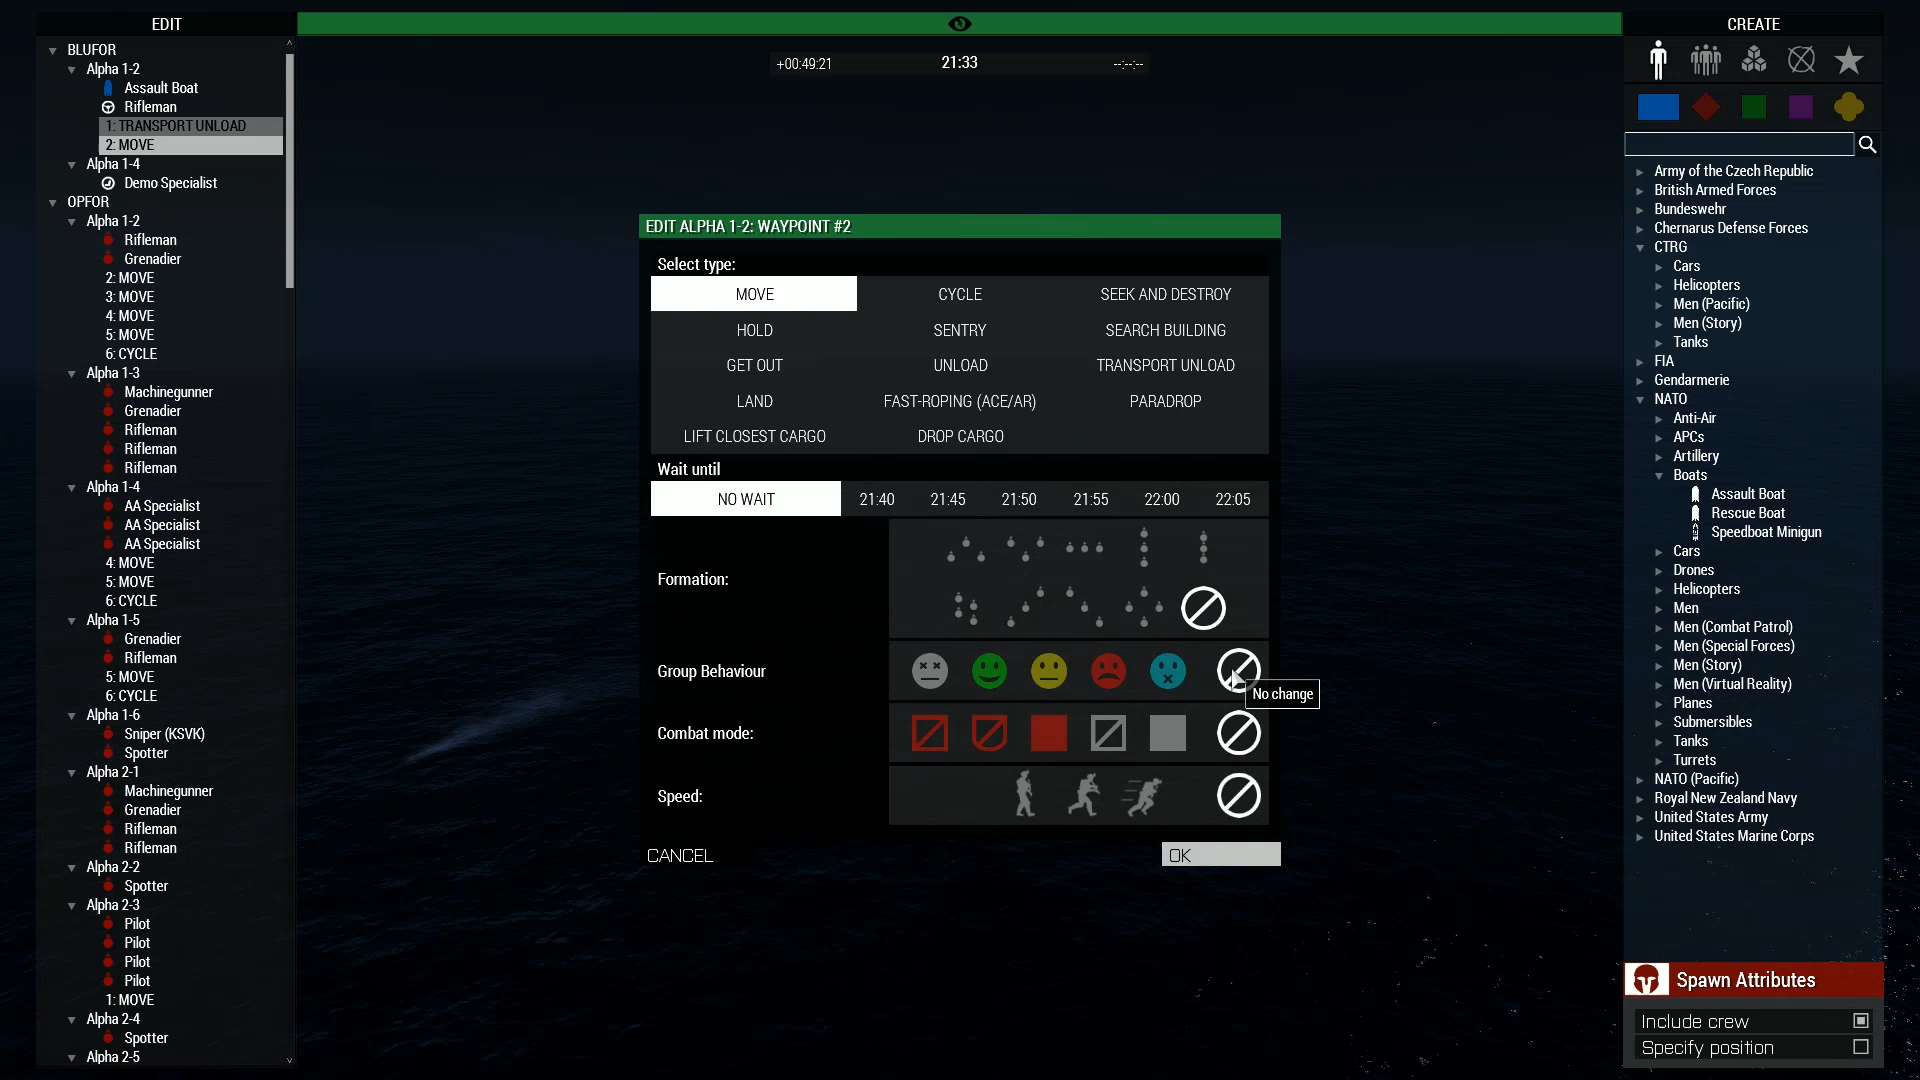 EDIT
BLUFOR
Alpha 1-2
Assault Boat
Rifleman
1: TRANSPORT UNLOAD
2: MOVE
Alpha 1-4
Demo Specialist
OPFOR
Alpha 1-2
Rifleman
Grenadier
2: MOVE
3: MOVE
4: MOVE
5: MOVE
6: CYCLE
Alpha 1-3
Machinegunner
Grenadier
Rifleman
Rifleman
Rifleman
Alpha 1-4
AA Specialist
AA Specialist
AA Specialist
4: MOVE
5: MOVE
6: CYCLE
Alpha 1-5
Grenadier
Rifleman
5: MOVE
6: CYCLE
Alpha 1-6
Sniper (KSVK)
Spotter
Alpha 2-1
Machinegunner
Grenadier
Rifleman
Rifleman
Alpha 2-2
Spotter
Alpha 2-3
Pilot
Pilot
Pilot
Pilot
1: MOVE
Alpha 2-4
Spotter
Alpha 2-5
+00:49:21 21:33 --:--:--
EDIT ALPHA 1-2: WAYPOINT #2
Select type:
MOVE CYCLE SEEK AND DESTROY
HOLD SENTRY SEARCH BUILDING
GET OUT UNLOAD TRANSPORT UNLOAD
LAND FAST-ROPING (ACE/AR) PARADROP
LIFT CLOSEST CARGO DROP CARGO
Wait until
NO WAIT 21:40 21:45 21:50 21:55 22:00 22:05
Formation:
Group Behaviour
No change
Combat mode:
Speed:
CANCEL OK
CREATE
Army of the Czech Republic
British Armed Forces
Bundeswehr
Chernarus Defense Forces
CTRG
Cars
Helicopters
Men (Pacific)
Men (Story)
Tanks
FIA
Gendarmerie
NATO
Anti-Air
APCs
Artillery
Boats
Assault Boat
Rescue Boat
Speedboat Minigun
Cars
Drones
Helicopters
Men
Men (Combat Patrol)
Men (Special Forces)
Men (Story)
Men (Virtual Reality)
Planes
Submersibles
Tanks
Turrets
NATO (Pacific)
Royal New Zealand Navy
United States Army
United States Marine Corps
Spawn Attributes
Include crew
Specify position